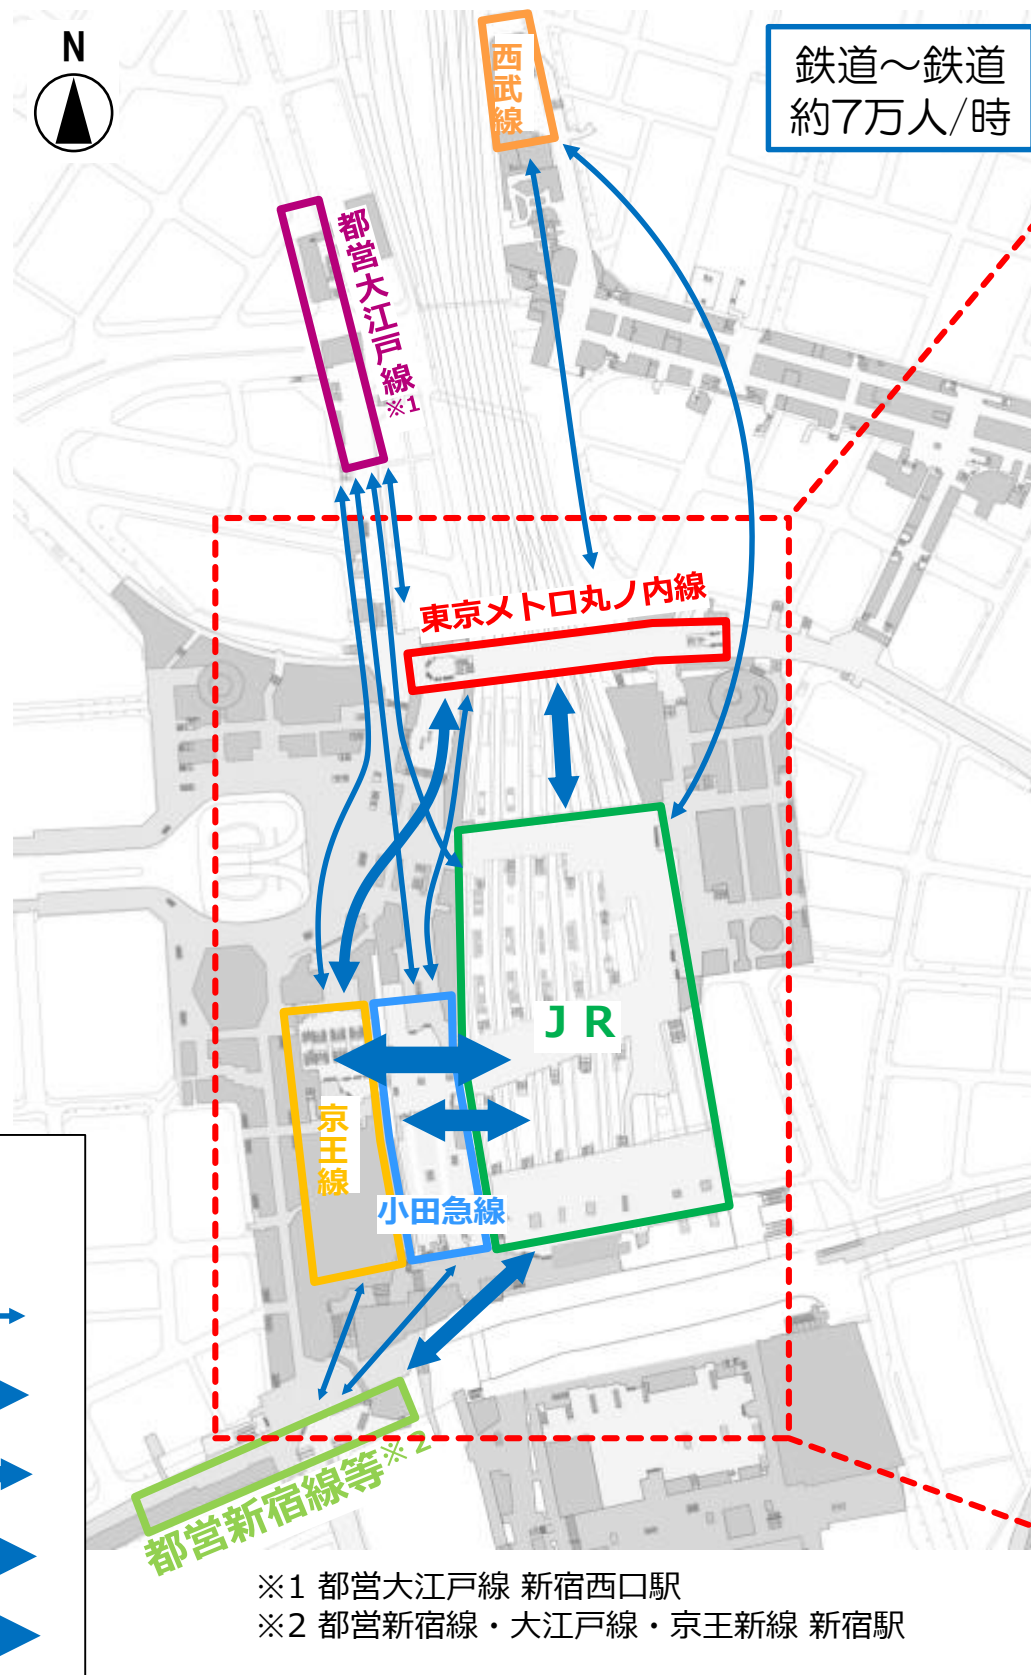 N
鉄道～鉄道
約7万人/時
西武線
都営大江戸線※1
東京メトロ丸ノ内線
ＪＲ
京王線
小田急線
都営新宿線等※2
※1 都営大江戸線 新宿西口駅
※2 都営新宿線・大江戸線・京王新線 新宿駅